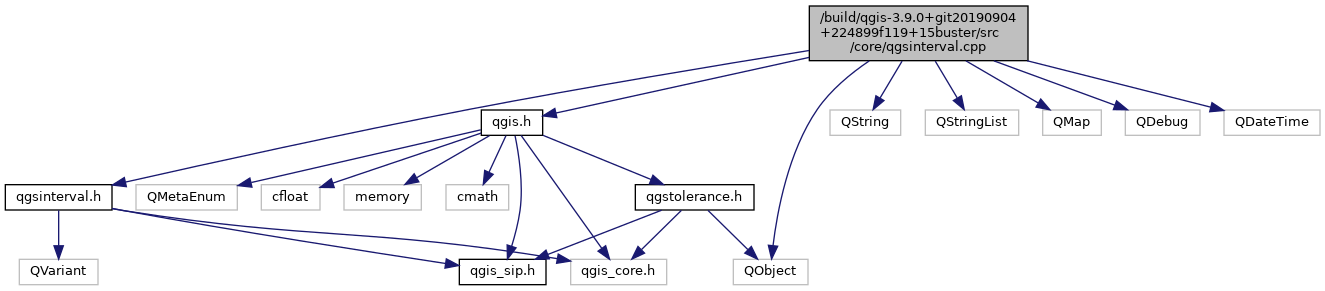 /build/qgis-3.9.0+git20190904
+224899f119+15buster/src
/core/qgsinterval.cpp
qgis.h
QString
QStringList
QMap
QDebug
QDateTime
qgsinterval.h
QMetaEnum
cfloat
memory
cmath
qgstolerance.h
QVariant
qgis_sip.h
qgis_core.h
QObject